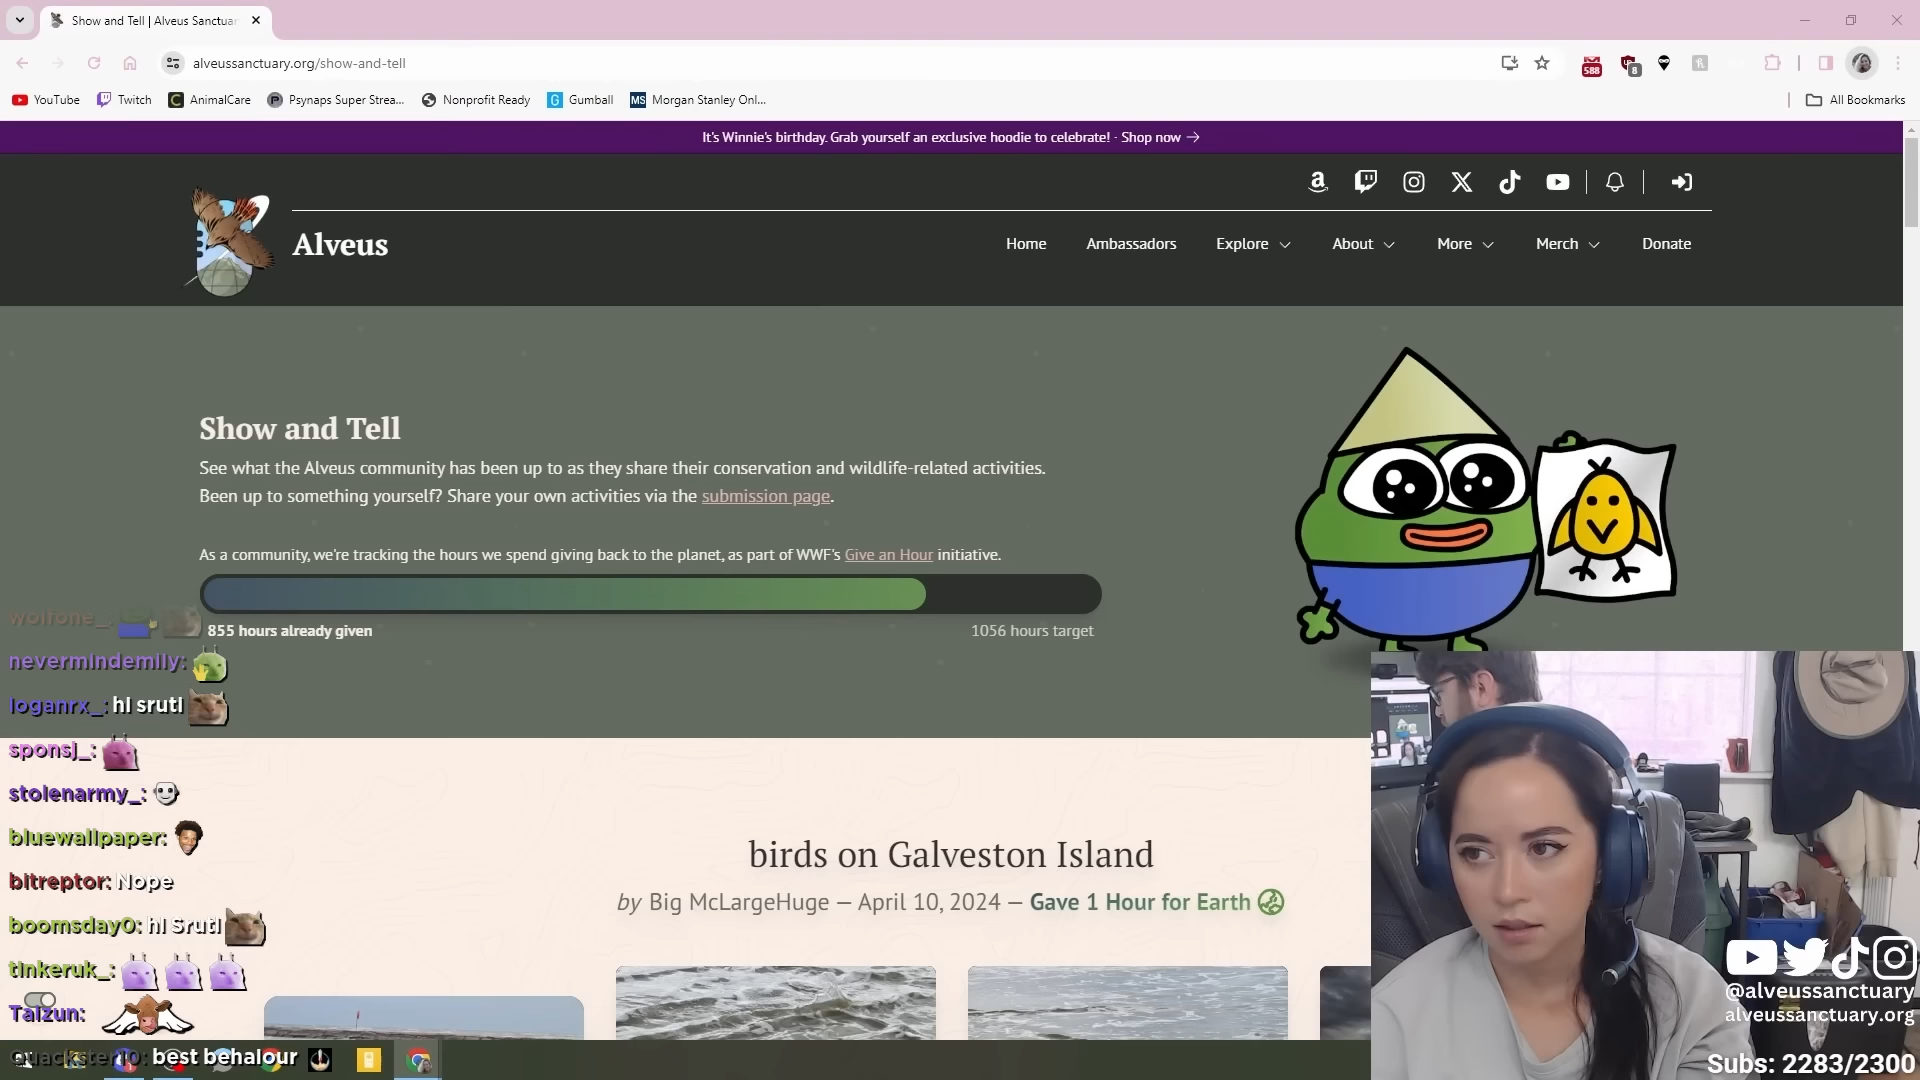 Show and Tell | Alveus Sanctuar
alveussanctuary.org/show-and-tell
588
8
YouTube
Twitch
AnimalCare
Psynaps Super Strea...
Nonprofit Ready
Gumball
MS Morgan Stanley Onl...
All Bookmarks
It's Winnie's birthday. Grab yourself an exclusive hoodie to celebrate! · Shop now →
Alveus
Home
Ambassadors
Explore
About
More
Merch
Donate
Show and Tell
See what the Alveus community has been up to as they share their conservation and wildlife-related activities.
Been up to something yourself? Share your own activities via the submission page.
As a community, we're tracking the hours we spend giving back to the planet, as part of WWF's Give an Hour initiative.
855 hours already given
1056 hours target
wolfone_:
nevermindemily:
loganrx_: hI srutI
sponsj_:
stolenarmy_:
bluewallpaper:
bitreptor: Nope
boomsday0: hI SrutI
tinkeruk_:
Taizun:
Quackster10: best behaIour
birds on Galveston Island
by Big McLargeHuge — April 10, 2024 — Gave 1 Hour for Earth
@alveussanctuary
alveussanctuary.org
Subs: 2283/2300